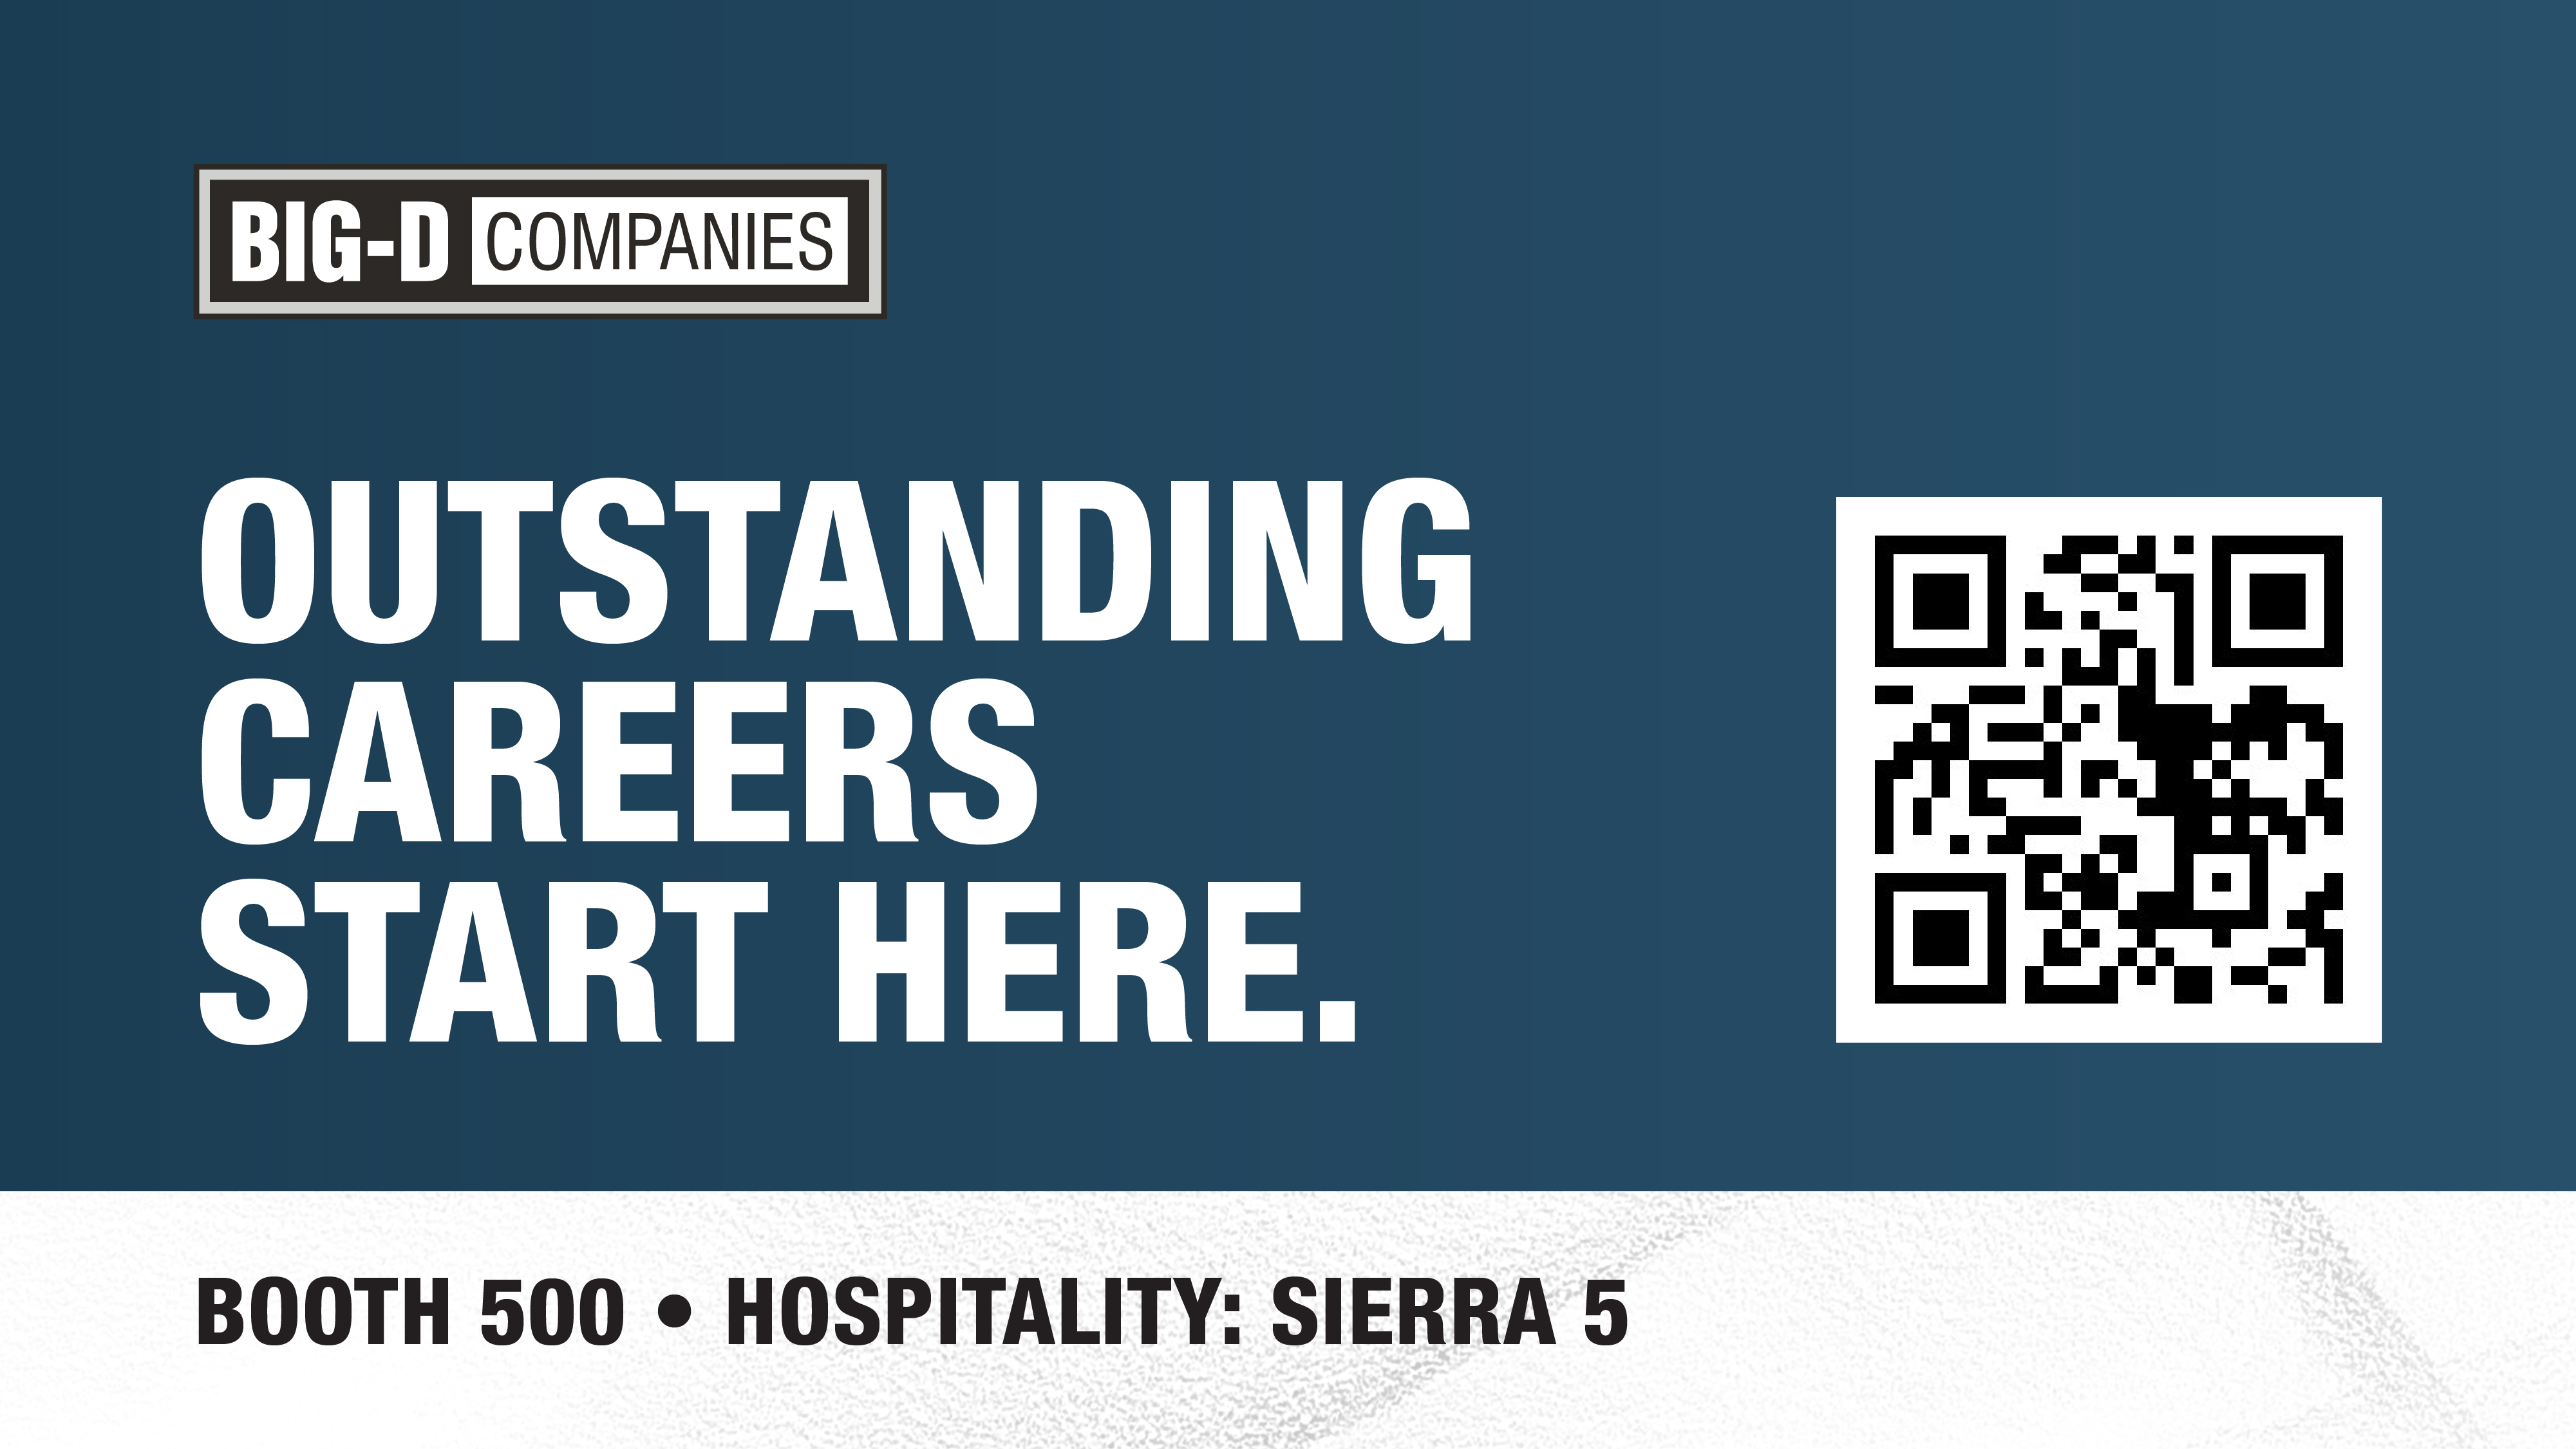 BIG-D COMPANIES
OUTSTANDING
CAREERS
START HERE.
BOOTH 500 • HOSPITALITY: SIERRA 5